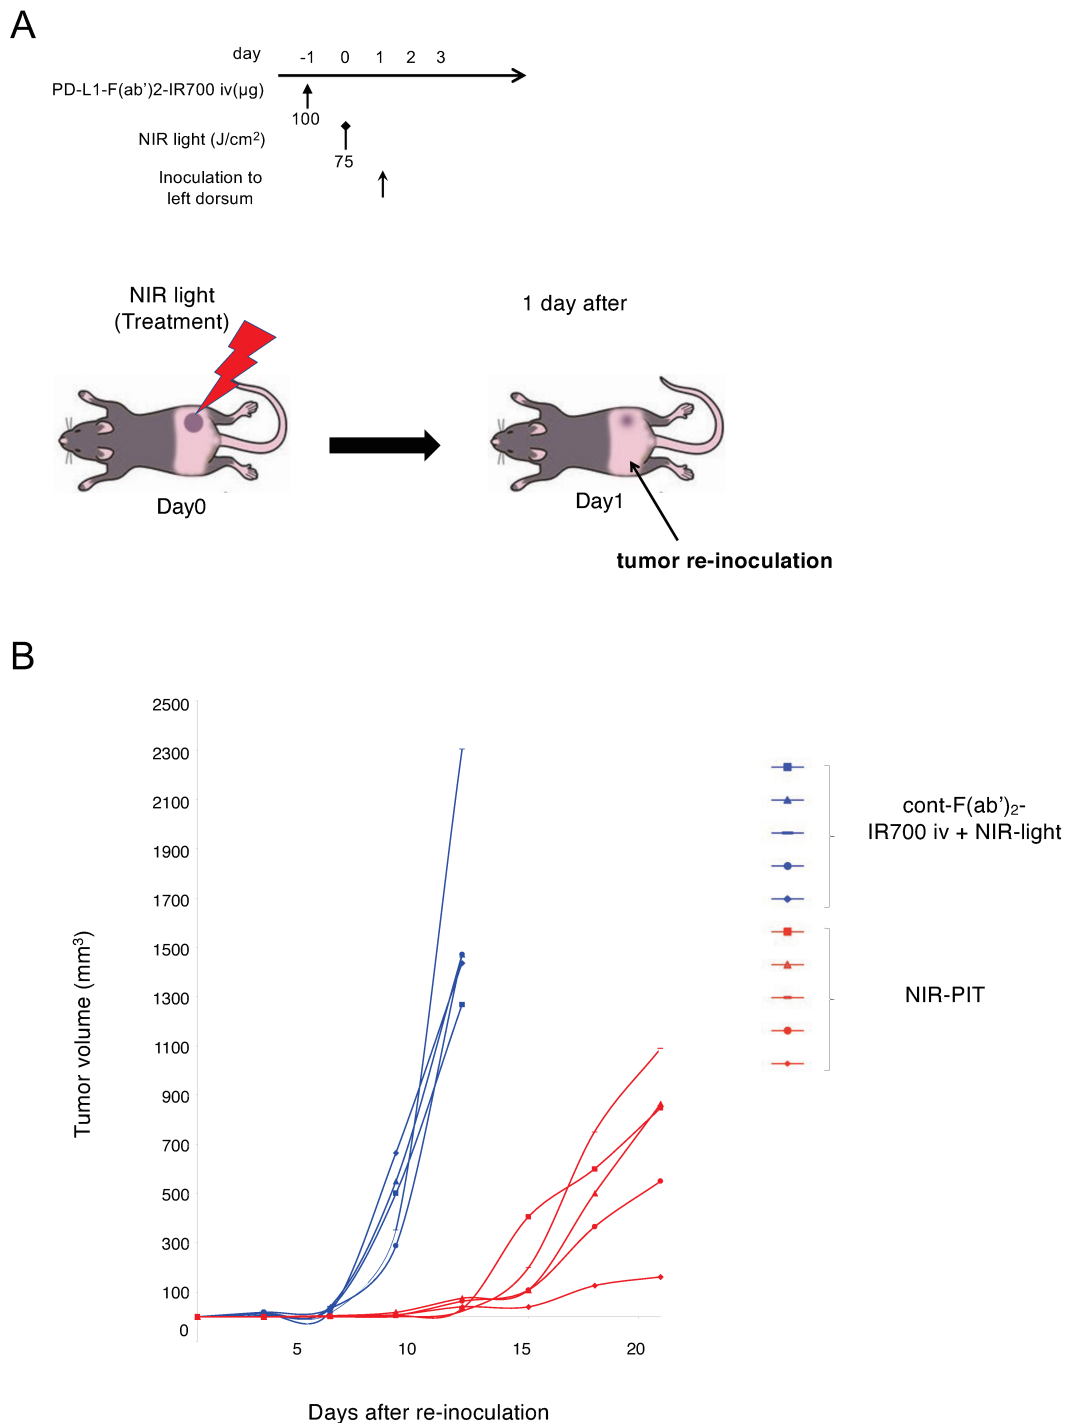 A
day -1 0 1 2 3
PD-L1-F(ab’)2-IR700 iv(µg)
100
NIR light (J/cm2)
75
Inoculation to
left dorsum
NIR light
(Treatment)
1 day after
Day0
Day1
tumor re-inoculation
B
2500
2300
2100
1900
1700
1500
1300
1100
900
700
500
300
100
0
Tumor volume (mm3)
5 10 15 20
Days after re-inoculation
cont-F(ab’)2-
IR700 iv + NIR-light
NIR-PIT